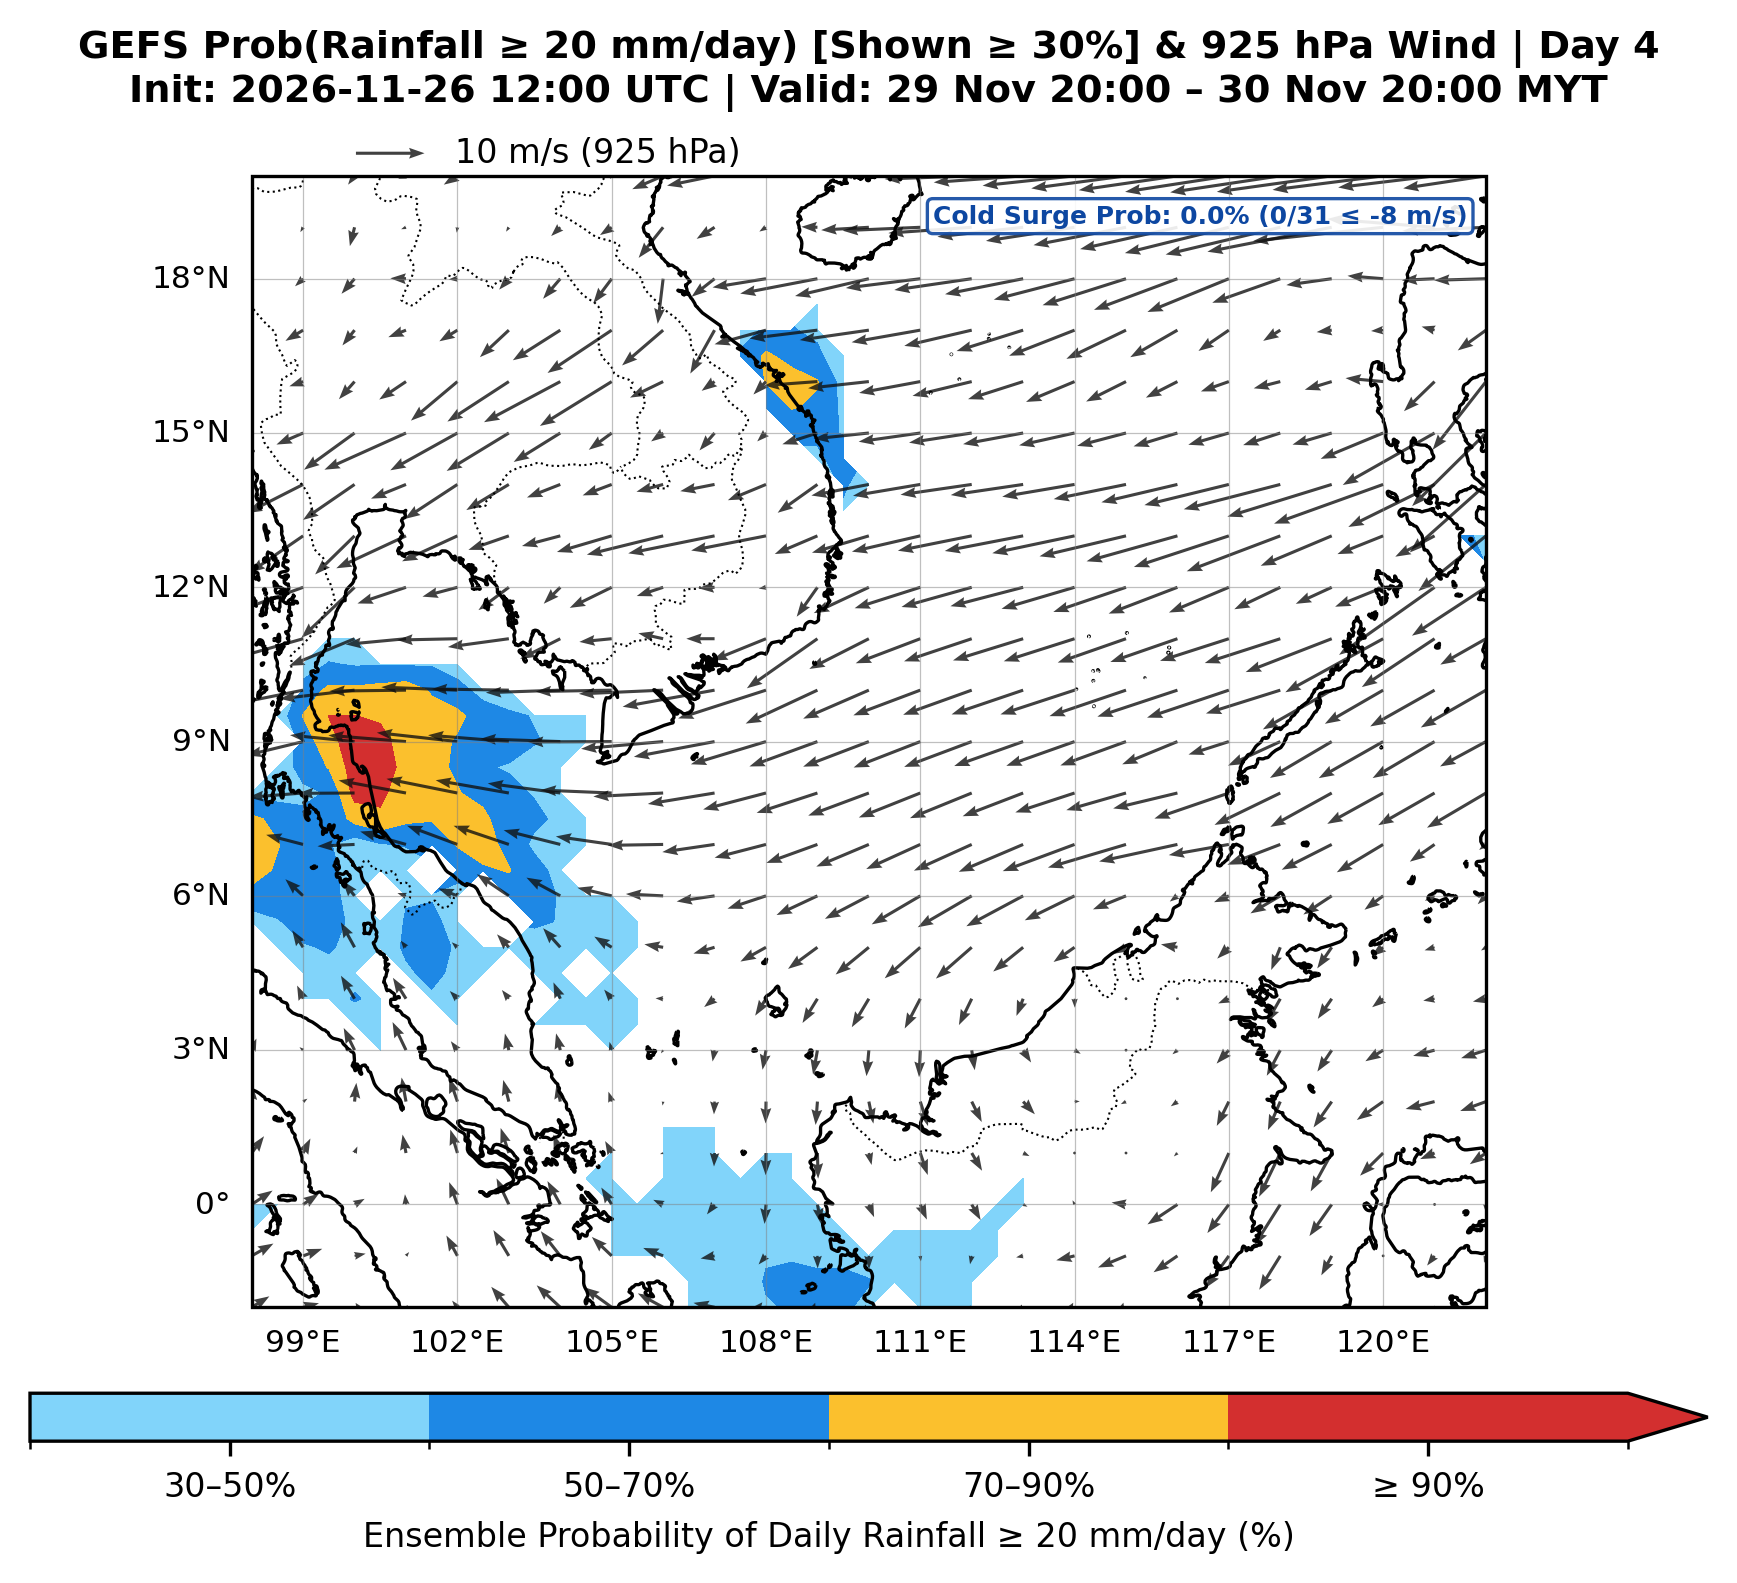 GEFS Prob(Rainfall ≥ 20 mm/day) [Shown ≥ 30%] & 925 hPa Wind | Day 4
Init: 2026-11-26 12:00 UTC | Valid: 29 Nov 20:00 – 30 Nov 20:00 MYT
10 m/s (925 hPa)
Cold Surge Prob: 0.0% (0/31 ≤ -8 m/s)
18°N
15°N
12°N
9°N
6°N
3°N
0°
99°E 102°E 105°E 108°E 111°E 114°E 117°E 120°E
30–50% 50–70% 70–90% ≥ 90%
Ensemble Probability of Daily Rainfall ≥ 20 mm/day (%)